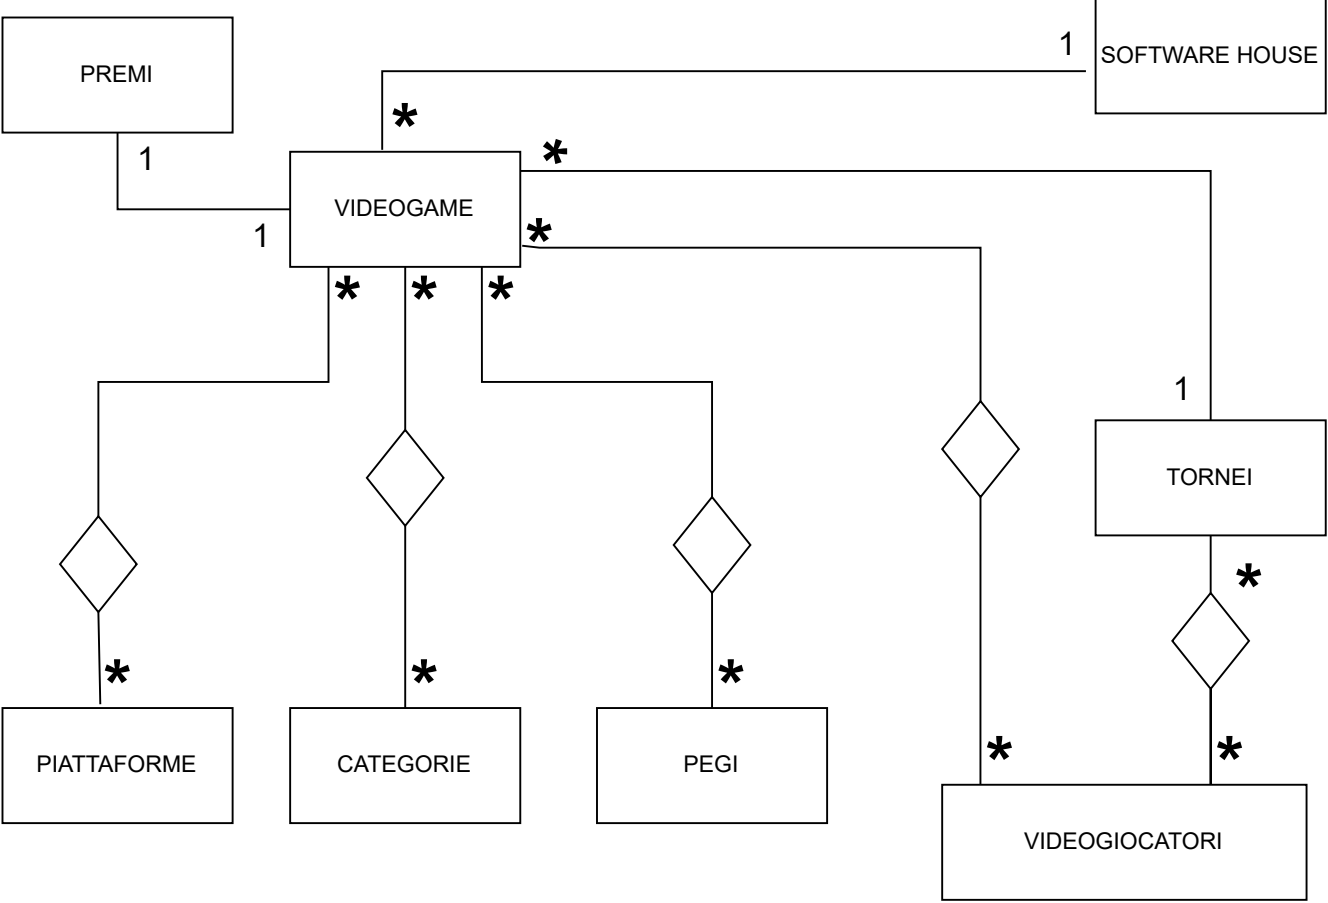 1
SOFTWARE HOUSE
PREMI
*
1
*
VIDEOGAME
1
*
*
*
*
1
TORNEI
*
*
*
*
*
*
PIATTAFORME
CATEGORIE
PEGI
VIDEOGIOCATORI